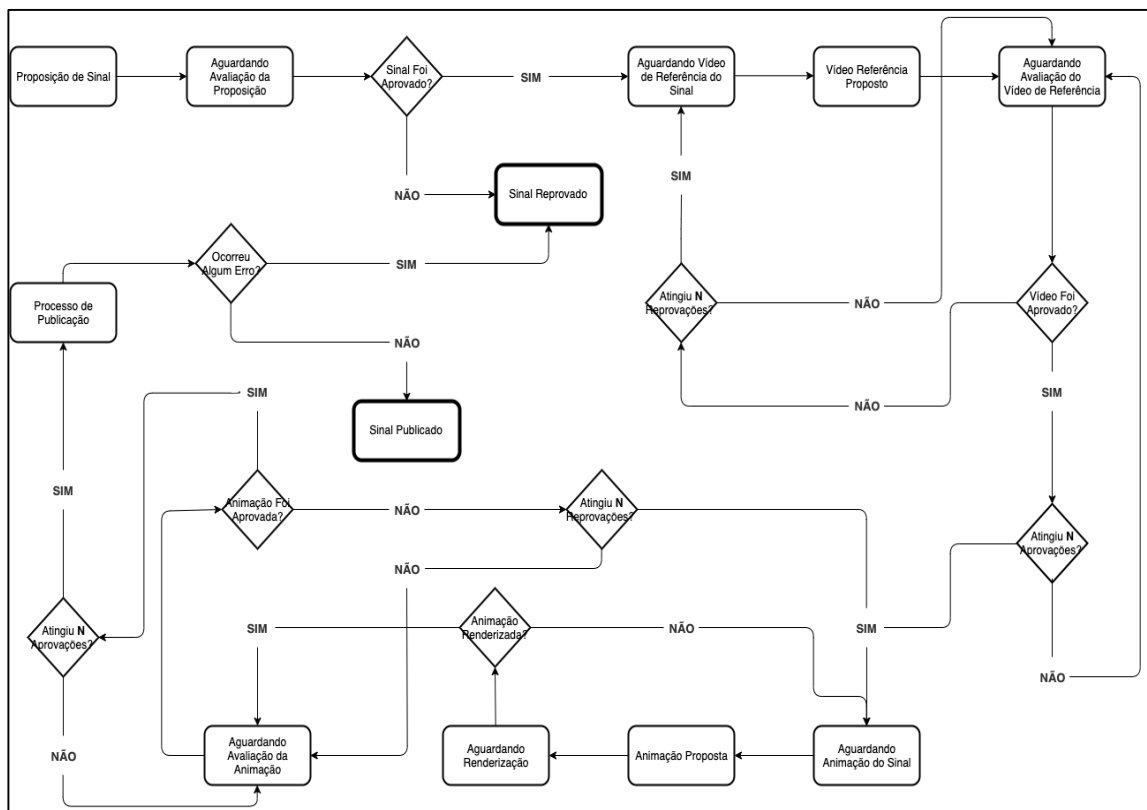 Proposição de Sinal
Aguardando
Avaliação da
Proposição
Sinal Foi
Aprovado?
SIM
Aguardando Vídeo
de Referência do
Sinal
Vídeo Referência
Proposto
Aguardando
Avaliação do
Vídeo de Referência
SIM
NÃO
Sinal Reprovado
Ocorreu
Algum Erro?
SIM
Processo de
Publicação
Atingiu N
Reprovações?
NÃO
Vídeo Foi
Aprovado?
NÃO
SIM
SIM
NÃO
Sinal Publicado
SIM
Animação Foi
Aprovada?
NÃO
Atingiu N
Reprovações?
Atingiu N
Aprovações?
NÃO
Atingiu N
Aprovações?
SIM
Animação
Renderizada?
NÃO
SIM
NÃO
NÃO
Aguardando
Avaliação da
Animação
Aguardando
Renderização
Animação Proposta
Aguardando
Animação do Sinal